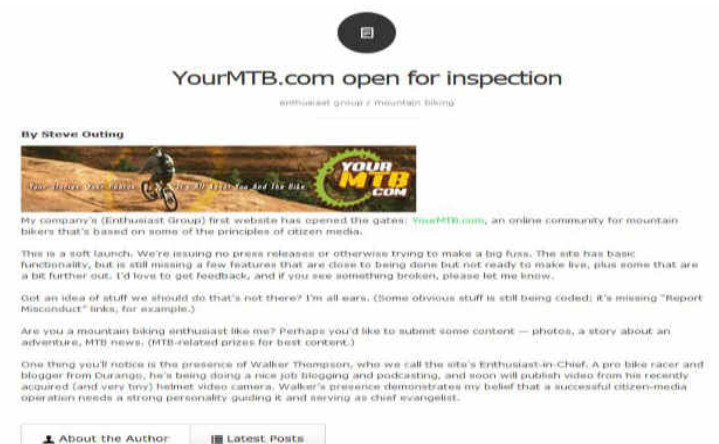 YourMTB.com open for inspection
enthusiast group / mountain biking
By Steve Outing
Your Stories. Your Photos. It's All About You And The Bike.
YOUR
MTB
.COM
My company's (Enthusiast Group) first website has opened the gates: YourMTB.com, an online community for mountain
bikers that's based on some of the principles of citizen media.
This is a soft launch. We're issuing no press releases or otherwise trying to make a big fuss. The site has basic
functionality, but is still missing a few features that are close to being done but not ready to make live, plus some that are
a bit further out. I'd love to get feedback, and if you see something broken, please let me know.
Got an idea of stuff we should do that's not there? I'm all ears. (Some obvious stuff is still being coded; it's missing "Report
Misconduct" links, for example.)
Are you a mountain biking enthusiast like me? Perhaps you'd like to submit some content — photos, a story about an
adventure, MTB news. (MTB-related prizes for best content.)
One thing you'll notice is the presence of Walker Thompson, who we call the site's Enthusiast-in-Chief. A pro bike racer and
blogger from Durango, he's being doing a nice job blogging and podcasting, and soon will publish video from his recently
acquired (and very tiny) helmet video camera. Walker's presence demonstrates my belief that a successful citizen-media
operation needs a strong personality guiding it and serving as chief evangelist.
About the Author
Latest Posts